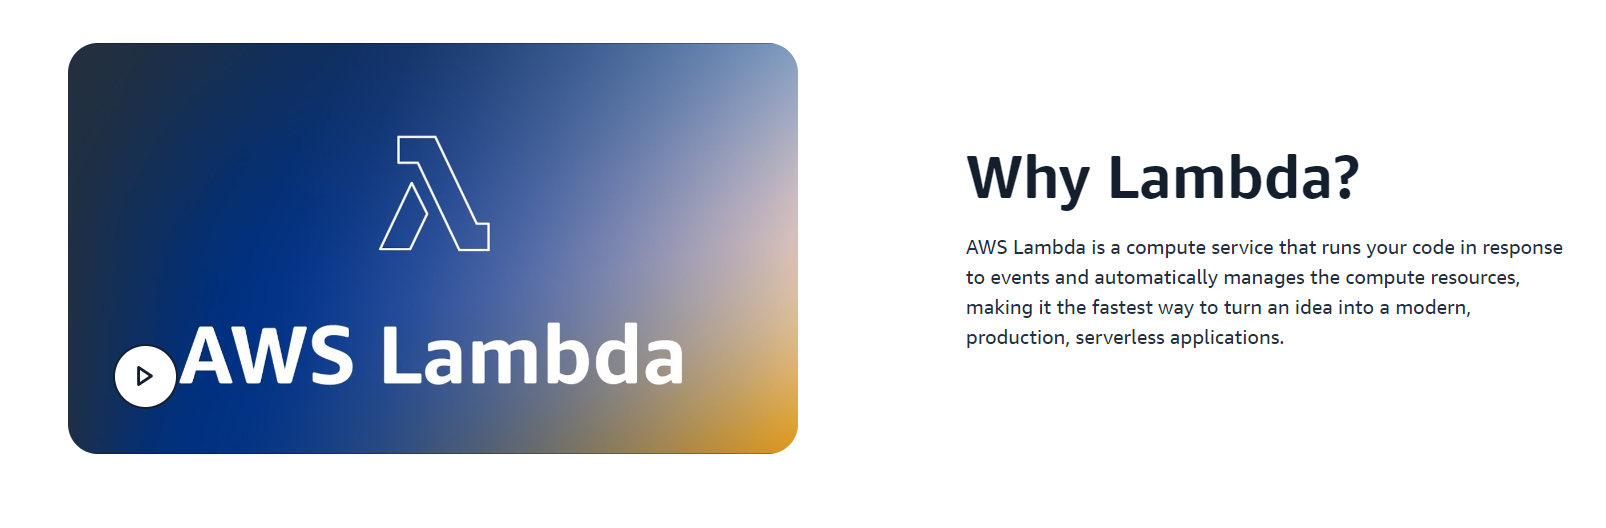 AWS Lambda
Why Lambda?
AWS Lambda is a compute service that runs your code in response
to events and automatically manages the compute resources,
making it the fastest way to turn an idea into a modern,
production, serverless applications.